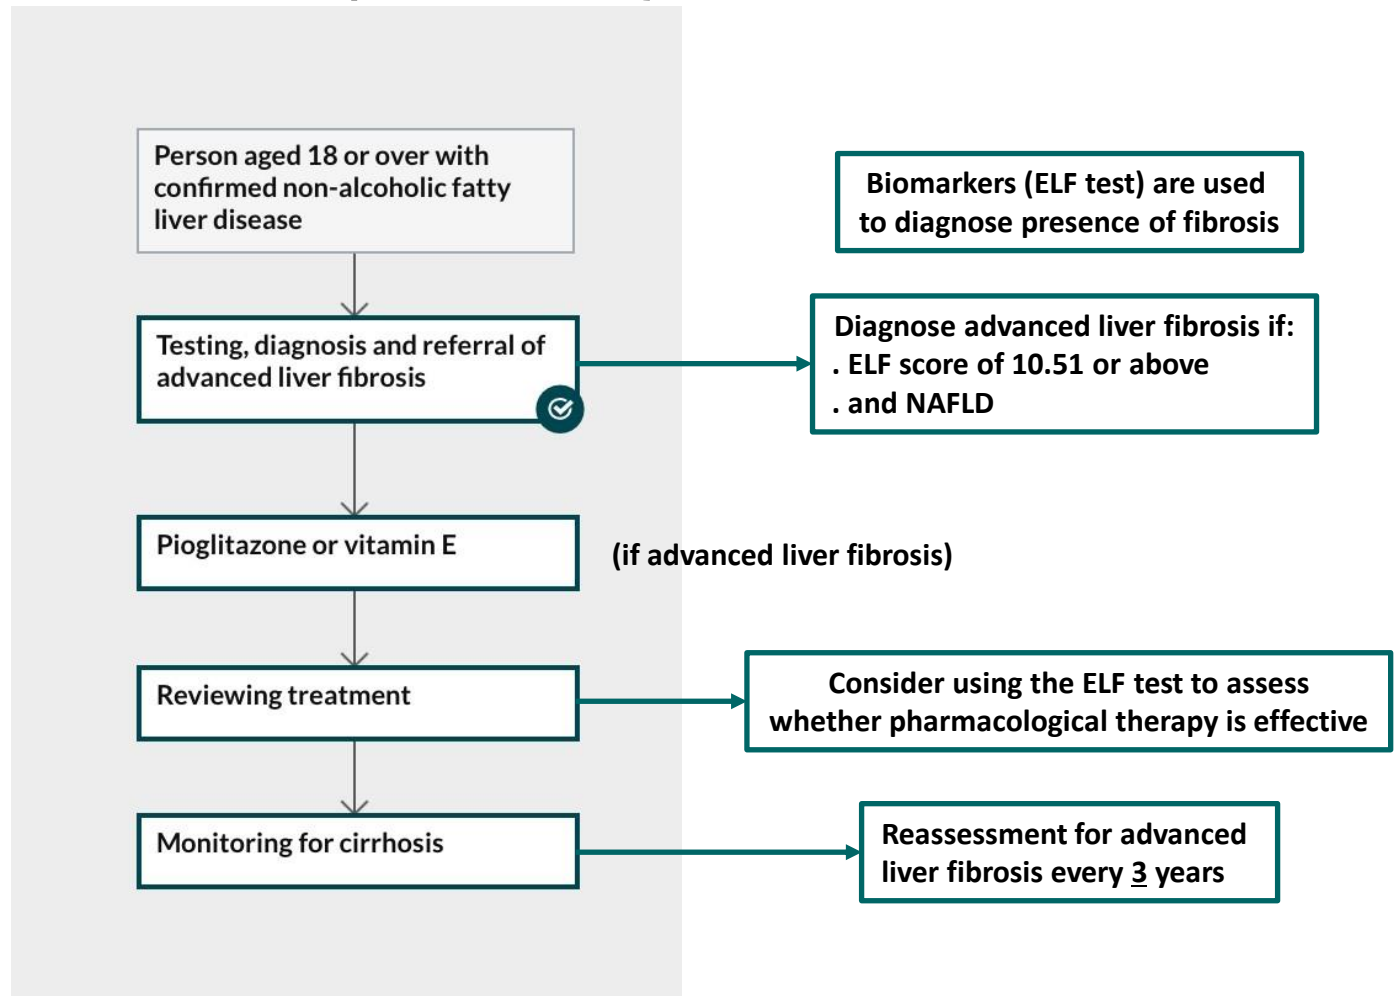 Person aged 18 or over with
confirmed non-alcoholic fatty
liver disease
Biomarkers (ELF test) are used
to diagnose presence of fibrosis
Testing, diagnosis and referral of
advanced liver fibrosis
Diagnose advanced liver fibrosis if:
. ELF score of 10.51 or above
. and NAFLD
Pioglitazone or vitamin E
(if advanced liver fibrosis)
Reviewing treatment
Consider using the ELF test to assess
whether pharmacological therapy is effective
Monitoring for cirrhosis
Reassessment for advanced
liver fibrosis every 3 years